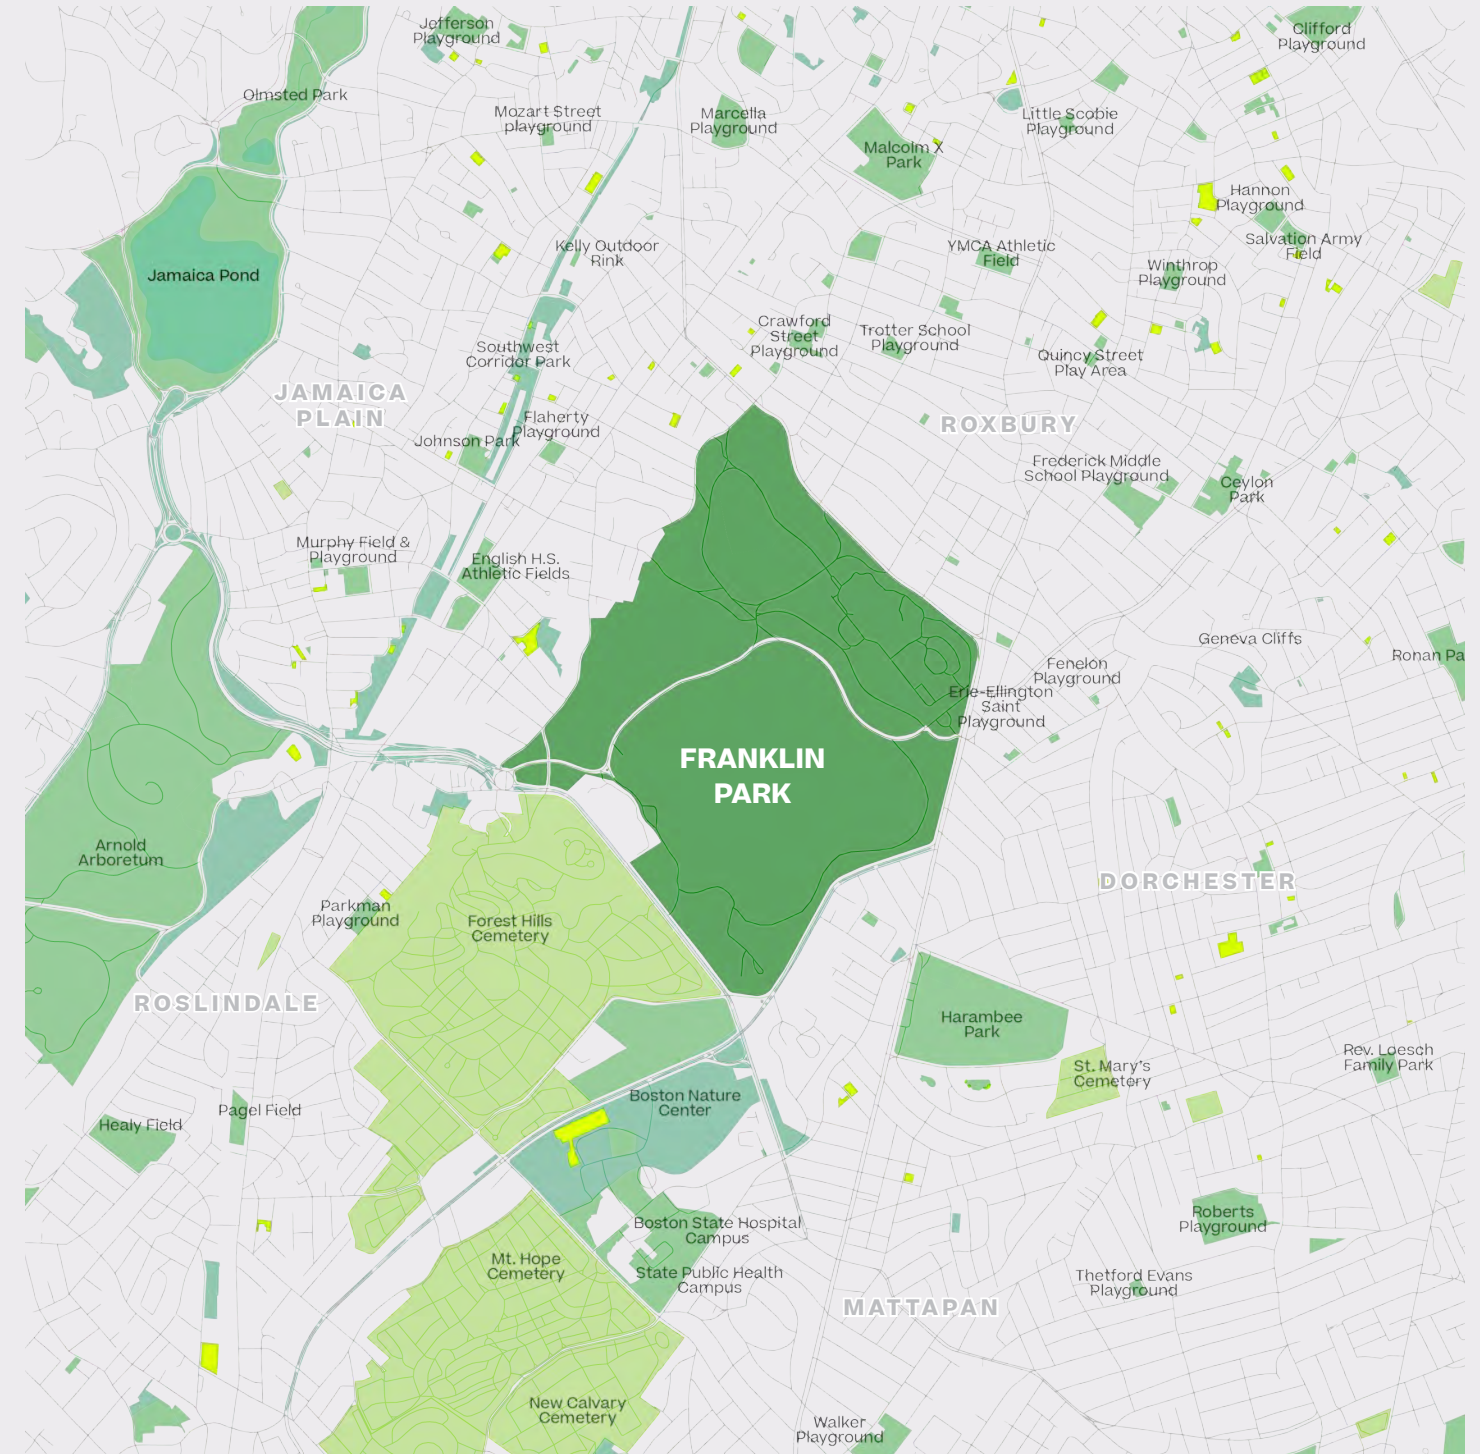 Jefferson
Playground
Clifford
Playground
Olmsted Park
Mozart Street
playground
Marcella
Playground
Little Scobie
Playground
Malcolm X
Park
Hannon
Playground
Kelly Outdoor
Rink
YMCA Athletic
Field
Salvation Army
Field
Jamaica Pond
Winthrop
Playground
Crawford
Street
Playground
Trotter School
Playground
Southwest
Corridor Park
Quincy Street
Play Area
JAMAICA
PLAIN
Flaherty
Playground
Johnson Park
ROXBURY
Frederick Middle
School Playground
Ceylon
Park
Murphy Field &
Playground
English H.S.
Athletic Fields
Geneva Cliffs
Ronan Pa
Fenelon
Playground
Erie-Ellington
Saint
Playground
FRANKLIN
PARK
Arnold
Arboretum
DORCHESTER
Parkman
Playground
Forest Hills
Cemetery
ROSLINDALE
Harambee
Park
Rev. Loesch
Family Park
St. Mary's
Cemetery
Boston Nature
Center
Pagel Field
Healy Field
Roberts
Playground
Boston State Hospital
Campus
Mt. Hope
Cemetery
State Public Health
Campus
Thetford Evans
Playground
MATTAPAN
New Calvary
Cemetery
Walker
Playground